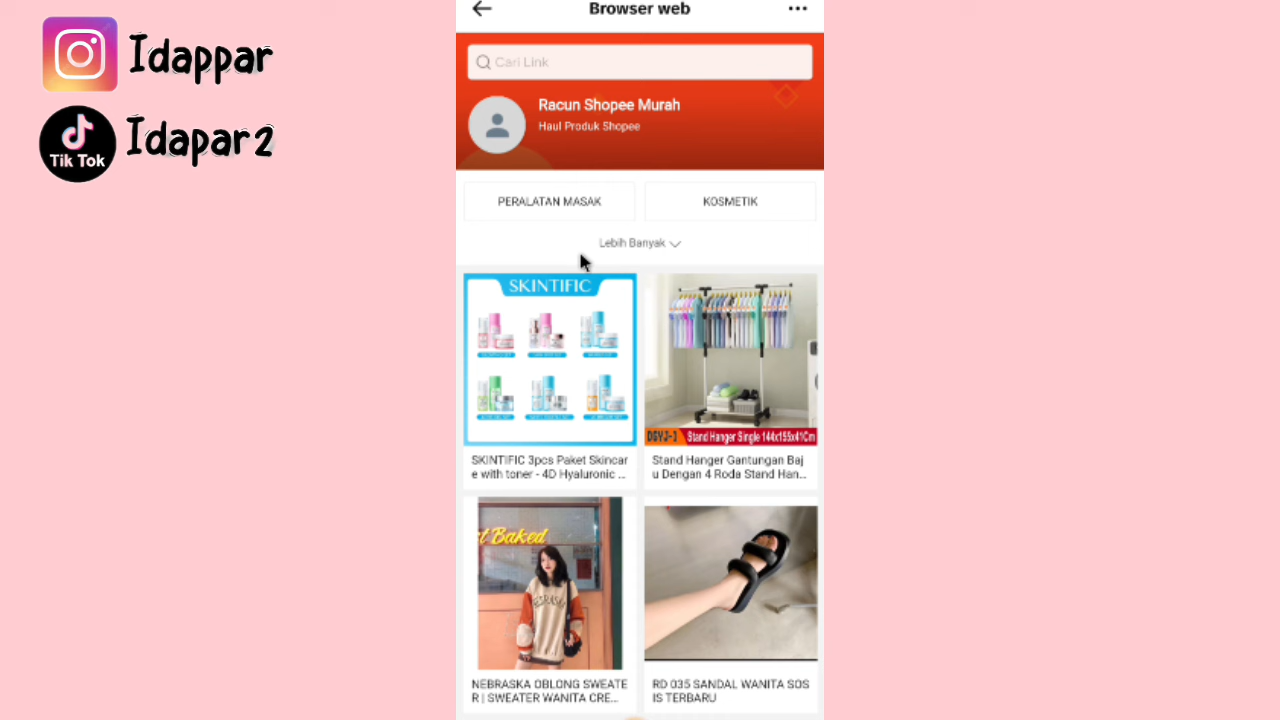 Idappar
Tik Tok
Idapar2
Browser web
Cari Link
Racun Shopee Murah
Haul Produk Shopee
PERALATAN MASAK
KOSMETIK
Lebih Banyak
SKINTIFIC
DSYJ-1 Stand Hanger Single 144x155x41Cm
SKINTIFIC 3pcs Paket Skincar
e with toner - 4D Hyaluronic ...
Stand Hanger Gantungan Baj
u Dengan 4 Roda Stand Han...
t Baked
NEBRASKA OBLONG SWEATE
R | SWEATER WANITA CRE...
RD 035 SANDAL WANITA SOS
IS TERBARU